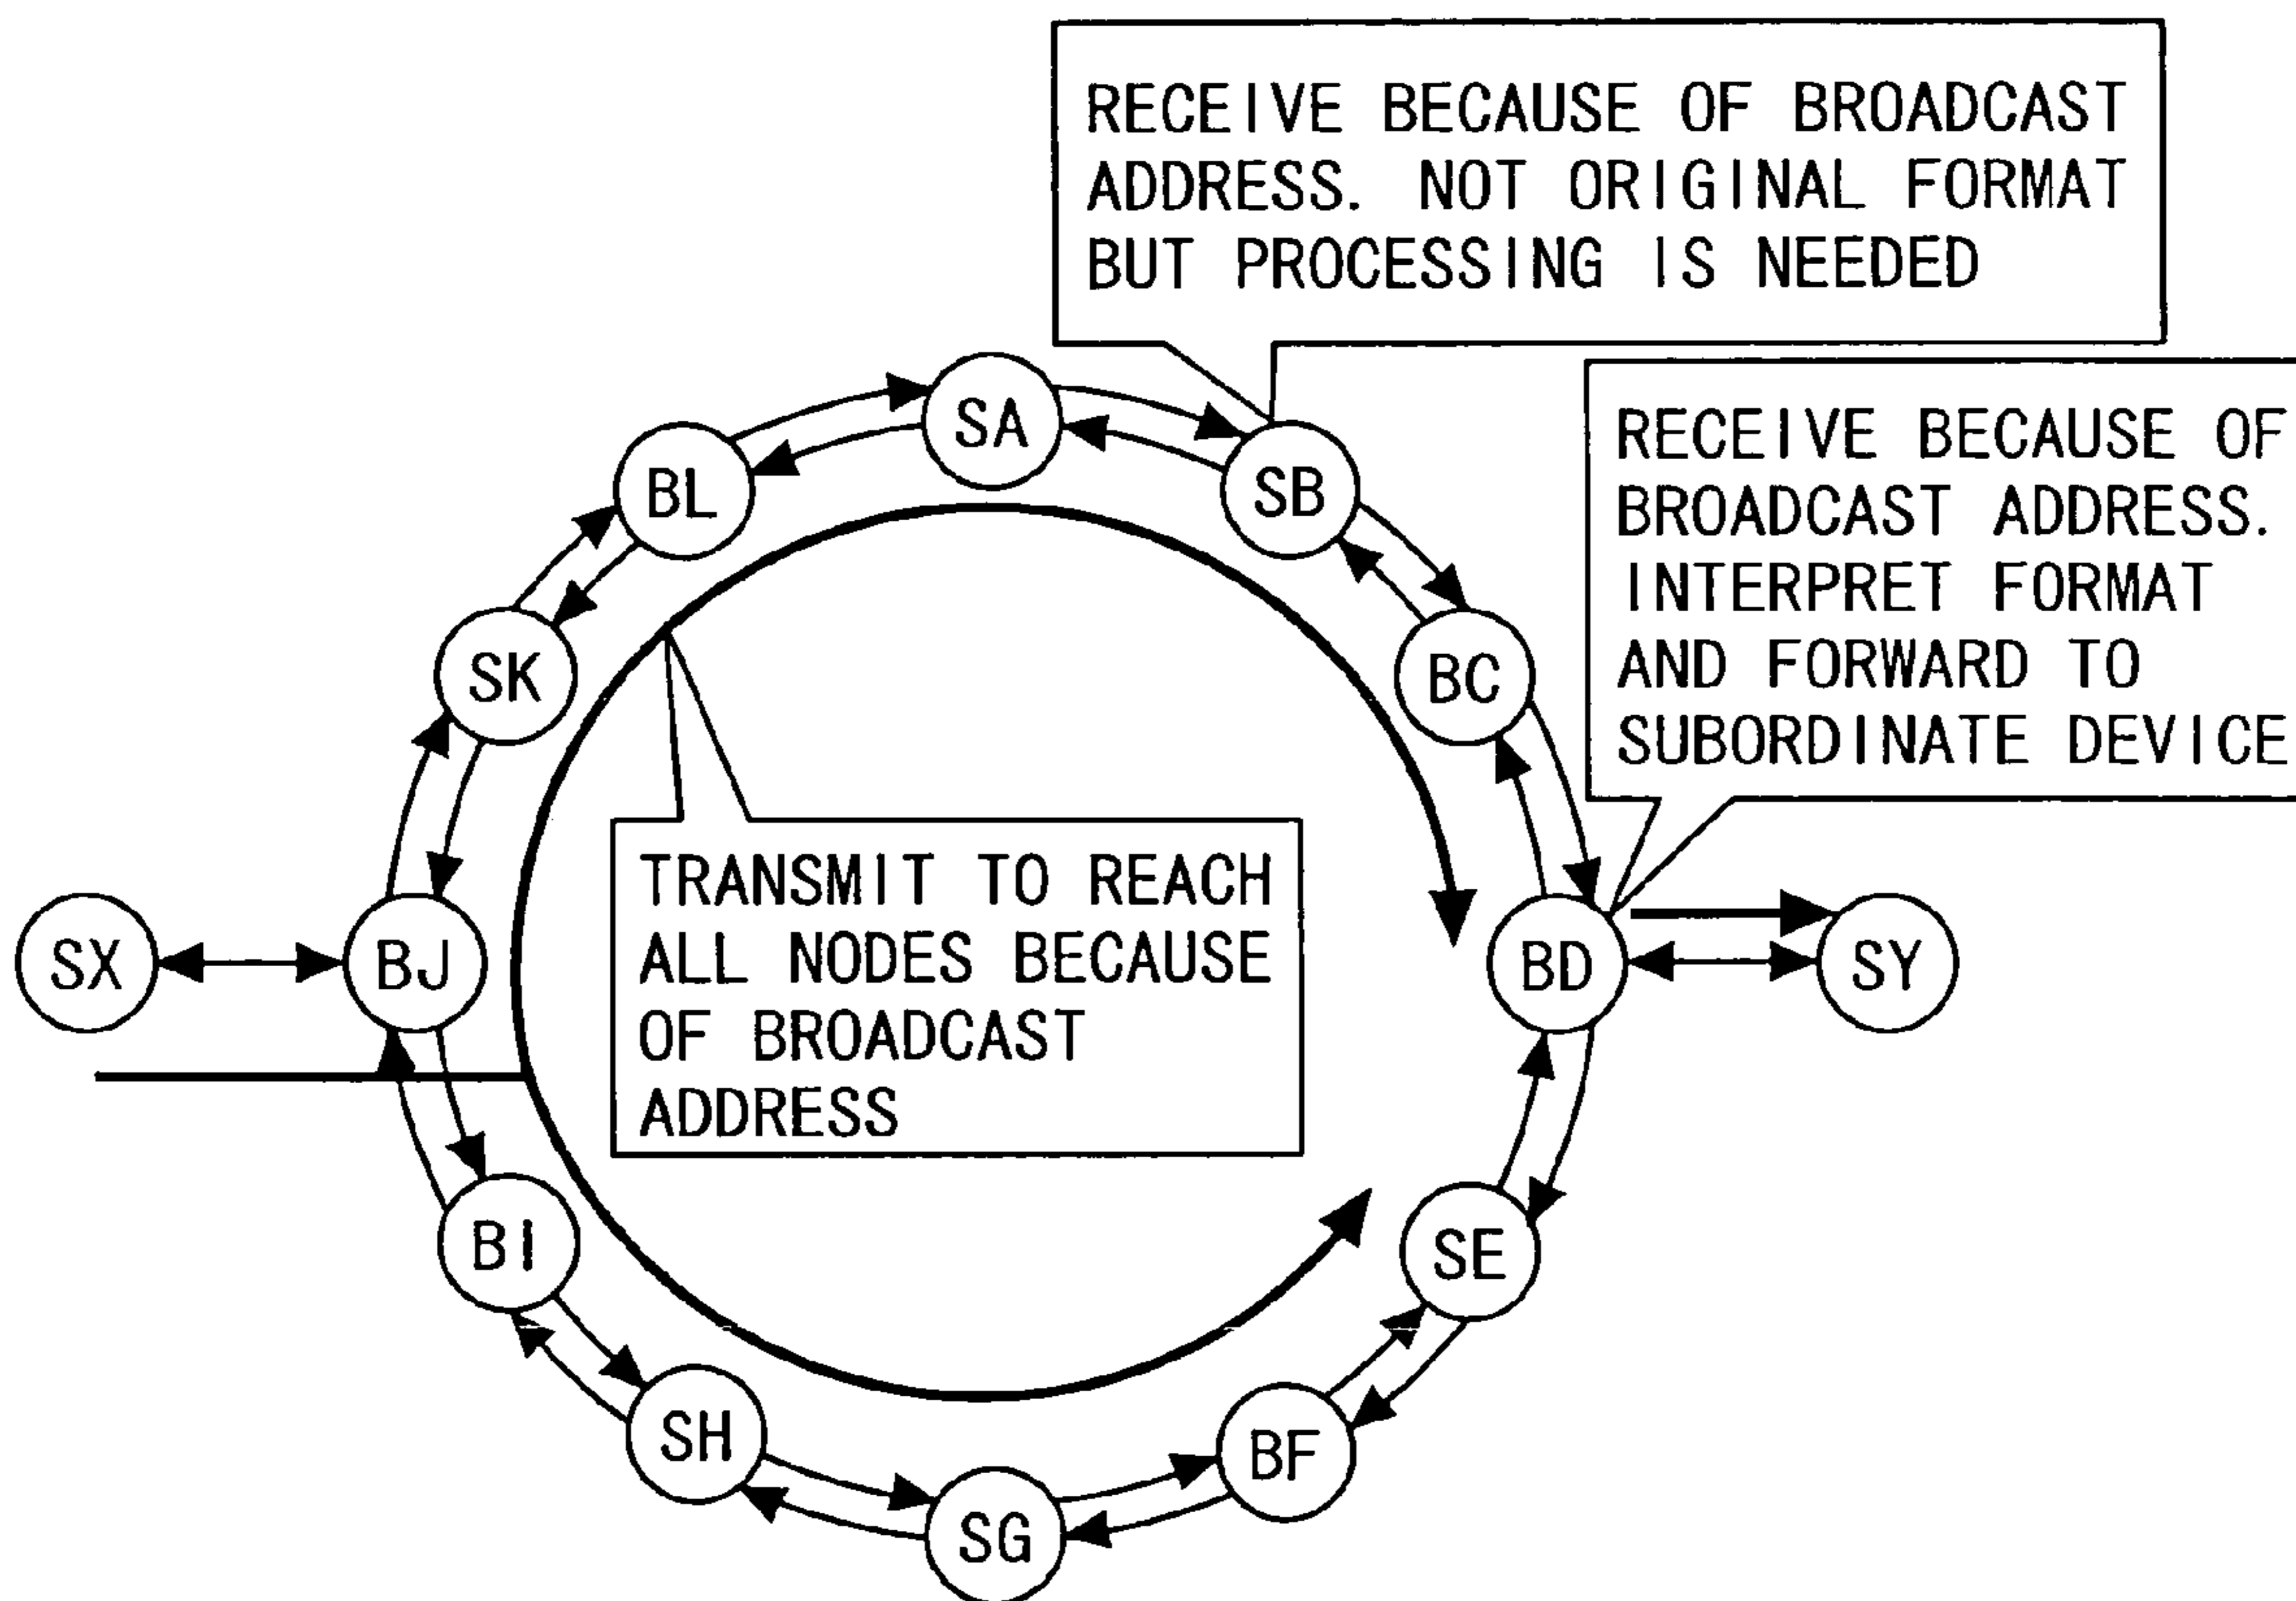 RECEIVE BECAUSE OF BROADCAST
ADDRESS. NOT ORIGINAL FORMAT
BUT PROCESSING IS NEEDED
RECEIVE BECAUSE OF
BROADCAST ADDRESS.
INTERPRET FORMAT
AND FORWARD TO
SUBORDINATE DEVICE
SA
BL
SB
SK
BC
TRANSMIT TO REACH
ALL NODES BECAUSE
OF BROADCAST
ADDRESS
SX
BJ
BD
SY
BI
SE
SH
BF
SG